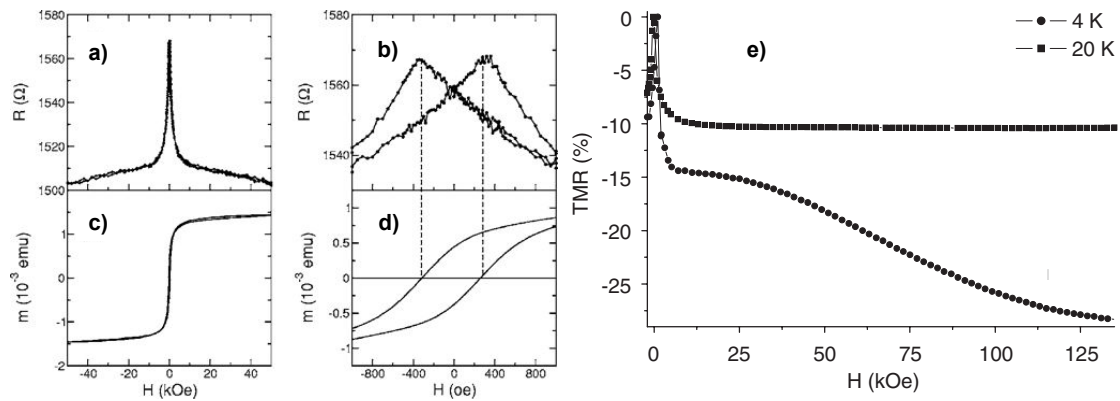 a)
1580
1560
1540
1520
1500
R (Ω)
b)
1580
1560
1540
R (Ω)
c)
1
0
-1
-2
m (10⁻³ emu)
-40 -20 0 20 40
H (kOe)
d)
1
0.5
0
-0.5
-1
m (10⁻³ emu)
-800 -400 0 400 800
H (oe)
e)
4 K
20 K
0
-5
-10
-15
-20
-25
TMR (%)
0 25 50 75 100 125
H (kOe)